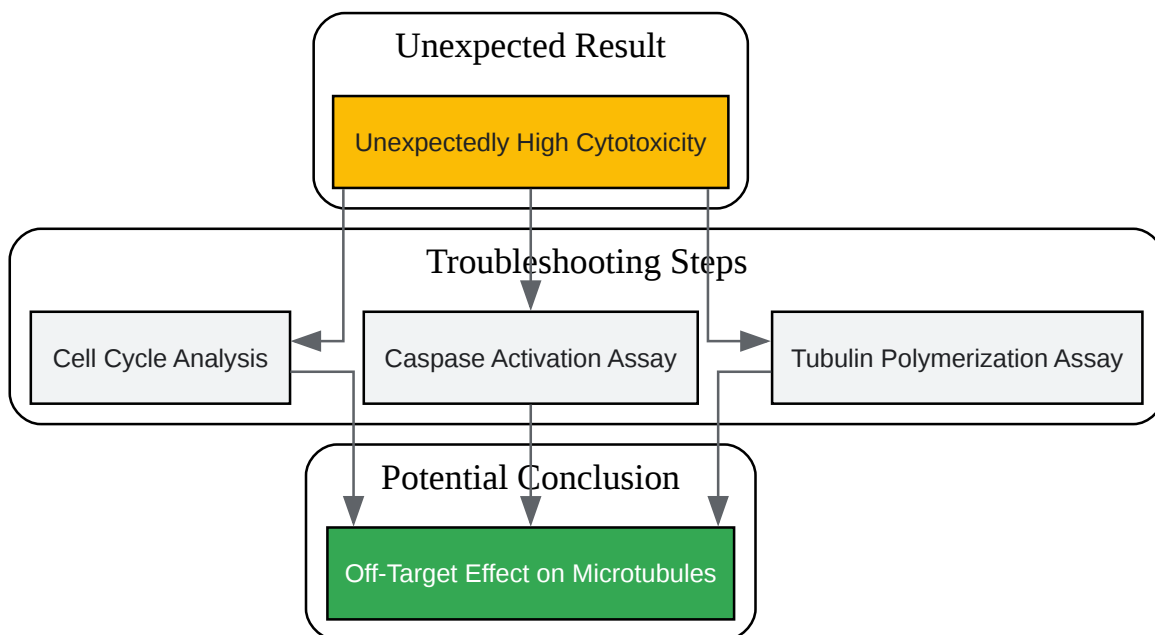 Unexpected Result
Unexpectedly High Cytotoxicity
Troubleshooting Steps
Cell Cycle Analysis
Caspase Activation Assay
Tubulin Polymerization Assay
Potential Conclusion
Off-Target Effect on Microtubules